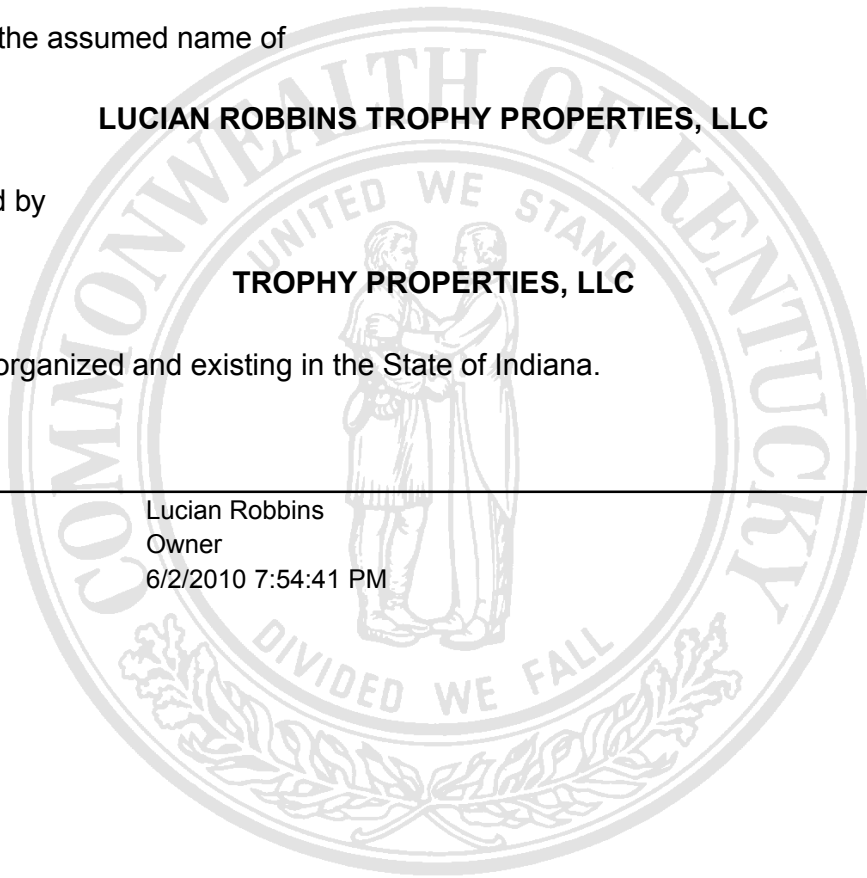 the assumed name of
LUCIAN ROBBINS TROPHY PROPERTIES, LLC
d by
TROPHY PROPERTIES, LLC
organized and existing in the State of Indiana.
Lucian Robbins
Owner
6/2/2010 7:54:41 PM
COMMONWEALTH OF KENTUCKY
UNITED WE STAND
DIVIDED WE FALL